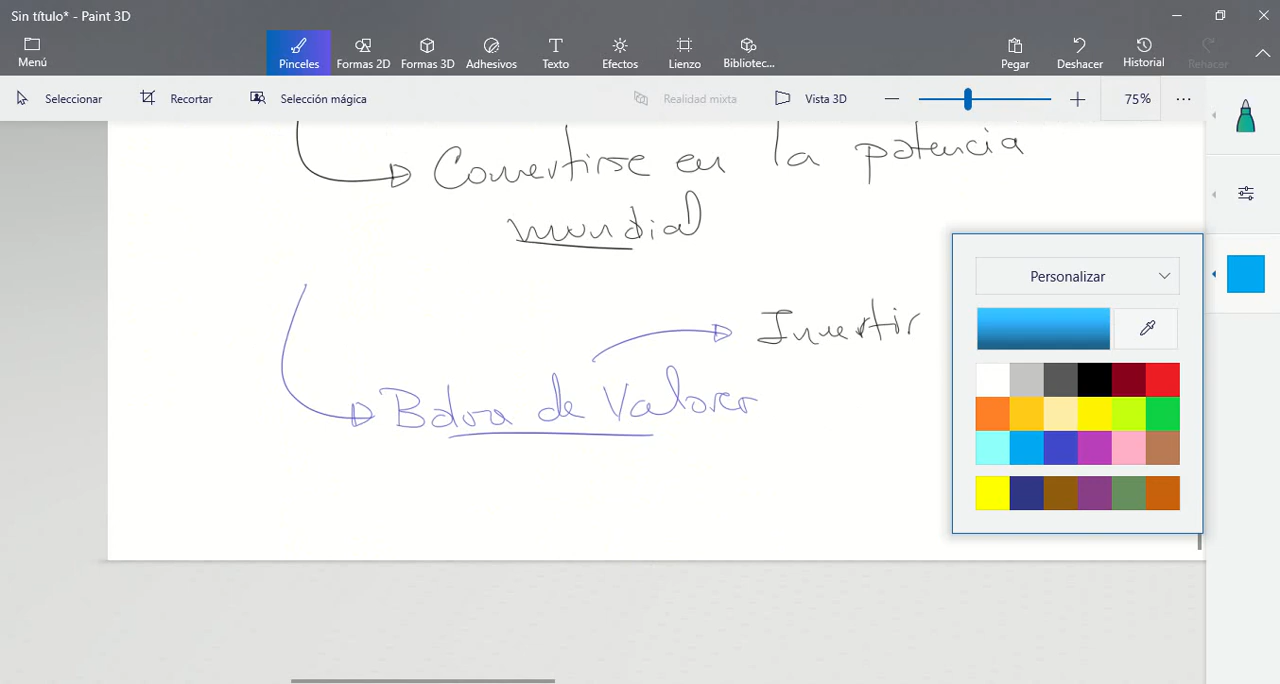 Sin título* - Paint 3D
Menú
Pinceles
Formas 2D
Formas 3D
Adhesivos
Texto
Efectos
Lienzo
Bibliotec...
Pegar
Deshacer
Historial
Rehacer
Seleccionar
Recortar
Selección mágica
Realidad mixta
Vista 3D
75%
Convertirse en la potencia
mundial
Personalizar
Invertir
Bolsa de Valores